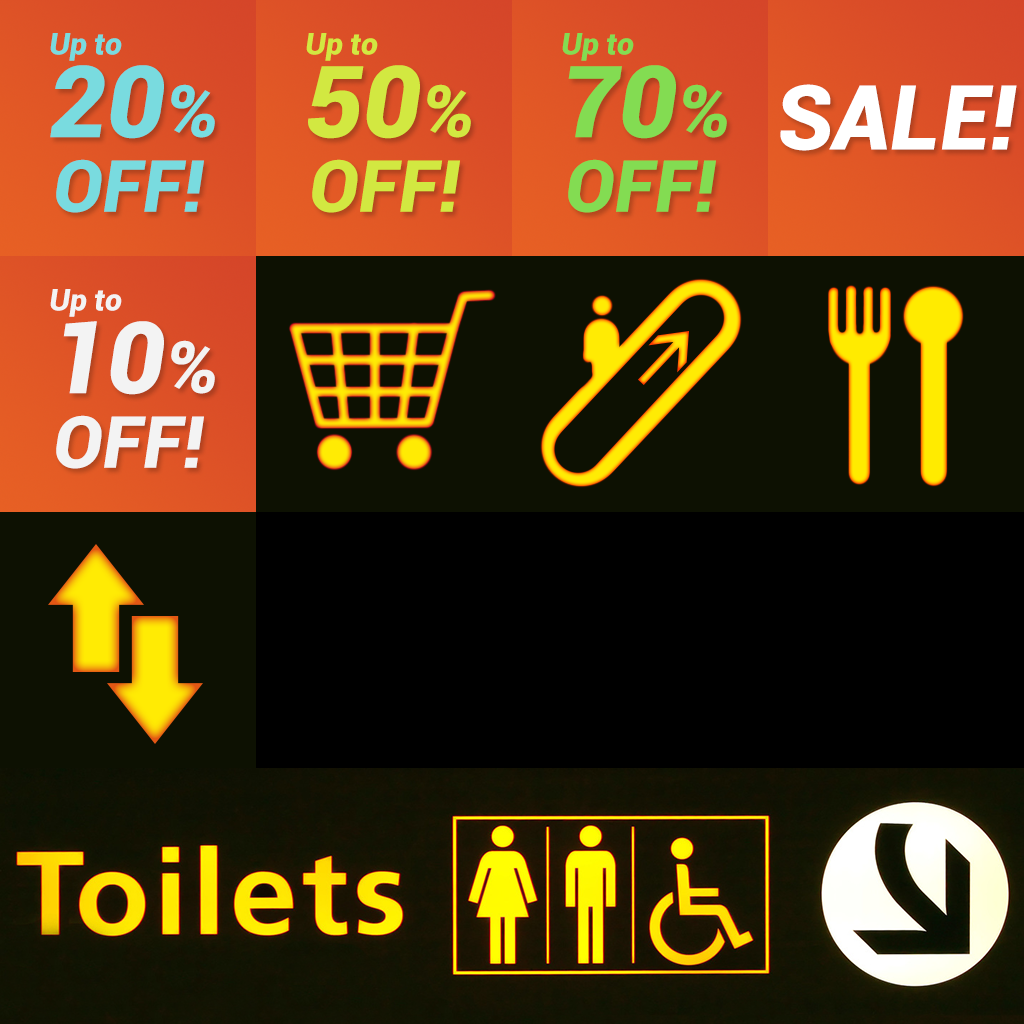 Up to
20%
OFF!
Up to
50%
OFF!
Up to
70%
OFF!
SALE!
Up to
10%
OFF!
Toilets